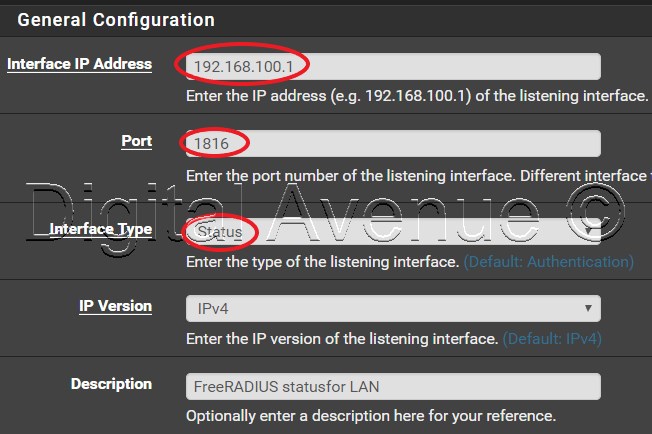 General Configuration
Interface IP Address
192.168.100.1
Enter the IP address (e.g. 192.168.100.1) of the listening interface.
Port
1816
Enter the port number of the listening interface. Different interface
Digital Avenue ©
Interface Type
Status
Enter the type of the listening interface. (Default: Authentication)
IP Version
IPv4
Enter the IP version of the listening interface. (Default: IPv4)
Description
FreeRADIUS statusfor LAN
Optionally enter a description here for your reference.